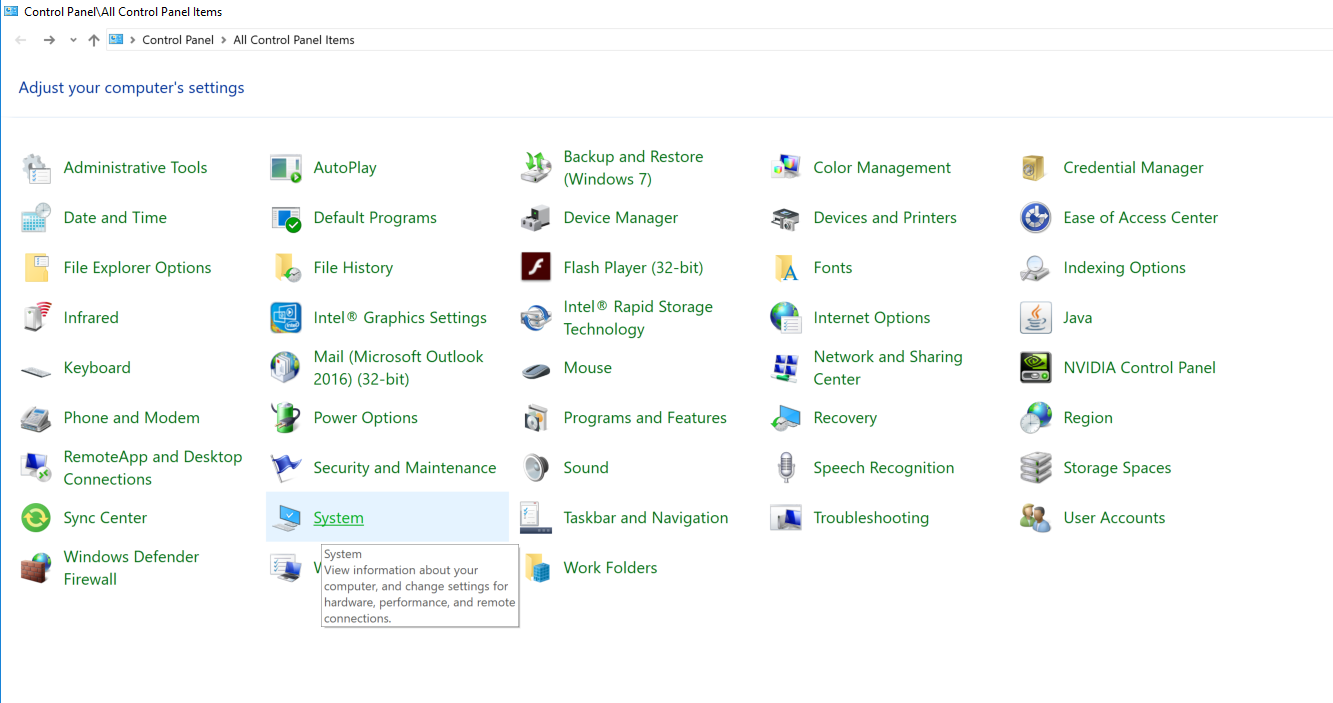 Control Panel\All Control Panel Items
Control Panel > All Control Panel Items
Adjust your computer's settings
Administrative Tools
AutoPlay
Backup and Restore
(Windows 7)
Color Management
Credential Manager
Date and Time
Default Programs
Device Manager
Devices and Printers
Ease of Access Center
File Explorer Options
File History
Flash Player (32-bit)
Fonts
Indexing Options
Infrared
Intel® Graphics Settings
Intel® Rapid Storage
Technology
Internet Options
Java
Keyboard
Mail (Microsoft Outlook
2016) (32-bit)
Mouse
Network and Sharing
Center
NVIDIA Control Panel
Phone and Modem
Power Options
Programs and Features
Recovery
Region
RemoteApp and Desktop
Connections
Security and Maintenance
Sound
Speech Recognition
Storage Spaces
Sync Center
System
Taskbar and Navigation
Troubleshooting
User Accounts
Windows Defender
Firewall
Work Folders
System
View information about your
computer, and change settings for
hardware, performance, and remote
connections.